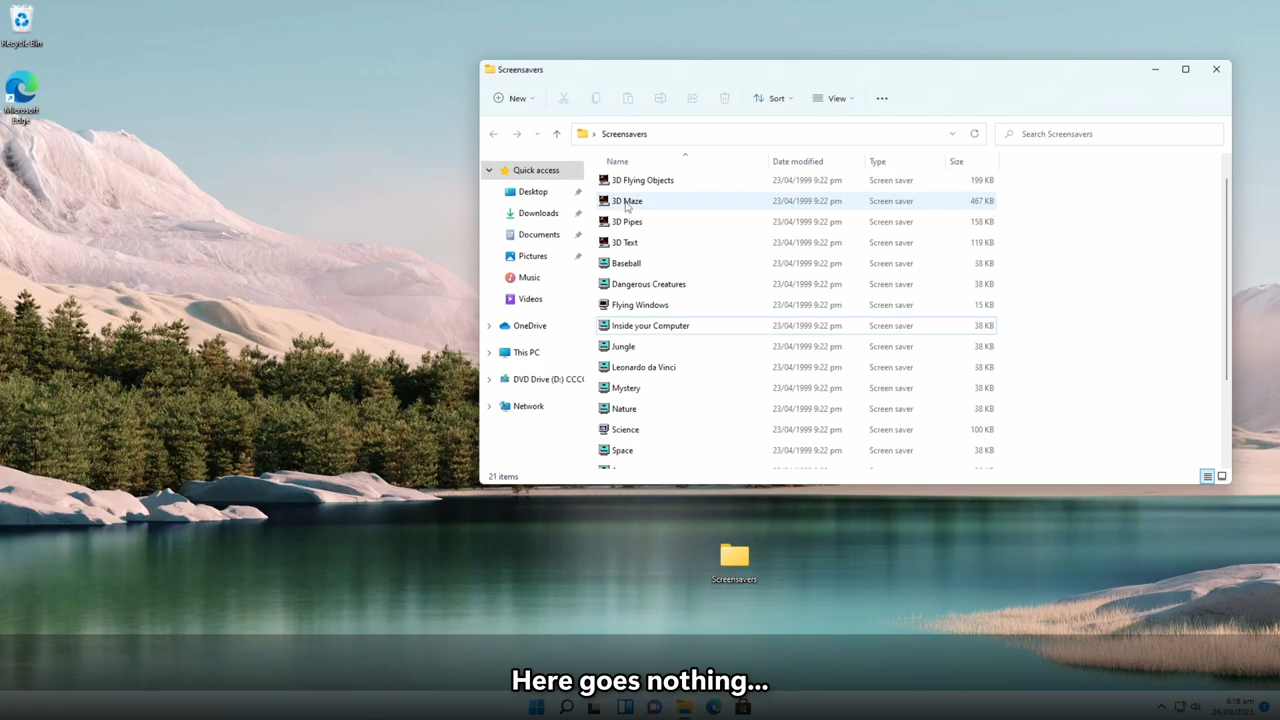 Recycle Bin
Microsoft
Edge
Screensavers
New
Sort
View
Screensavers
Search Screensavers
Quick access
Desktop
Downloads
Documents
Pictures
Music
Videos
OneDrive
This PC
DVD Drive (D:) CCC
Network
Name Date modified Type Size
3D Flying Objects 23/04/1999 9:22 pm Screen saver 199 KB
3D Maze 23/04/1999 9:22 pm Screen saver 467 KB
3D Pipes 23/04/1999 9:22 pm Screen saver 158 KB
3D Text 23/04/1999 9:22 pm Screen saver 119 KB
Baseball 23/04/1999 9:22 pm Screen saver 38 KB
Dangerous Creatures 23/04/1999 9:22 pm Screen saver 38 KB
Flying Windows 23/04/1999 9:22 pm Screen saver 15 KB
Inside your Computer 23/04/1999 9:22 pm Screen saver 38 KB
Jungle 23/04/1999 9:22 pm Screen saver 38 KB
Leonardo da Vinci 23/04/1999 9:22 pm Screen saver 38 KB
Mystery 23/04/1999 9:22 pm Screen saver 38 KB
Nature 23/04/1999 9:22 pm Screen saver 38 KB
Science 23/04/1999 9:22 pm Screen saver 100 KB
Space 23/04/1999 9:22 pm Screen saver 38 KB
21 items
Screensavers
Here goes nothing...
6:18 am